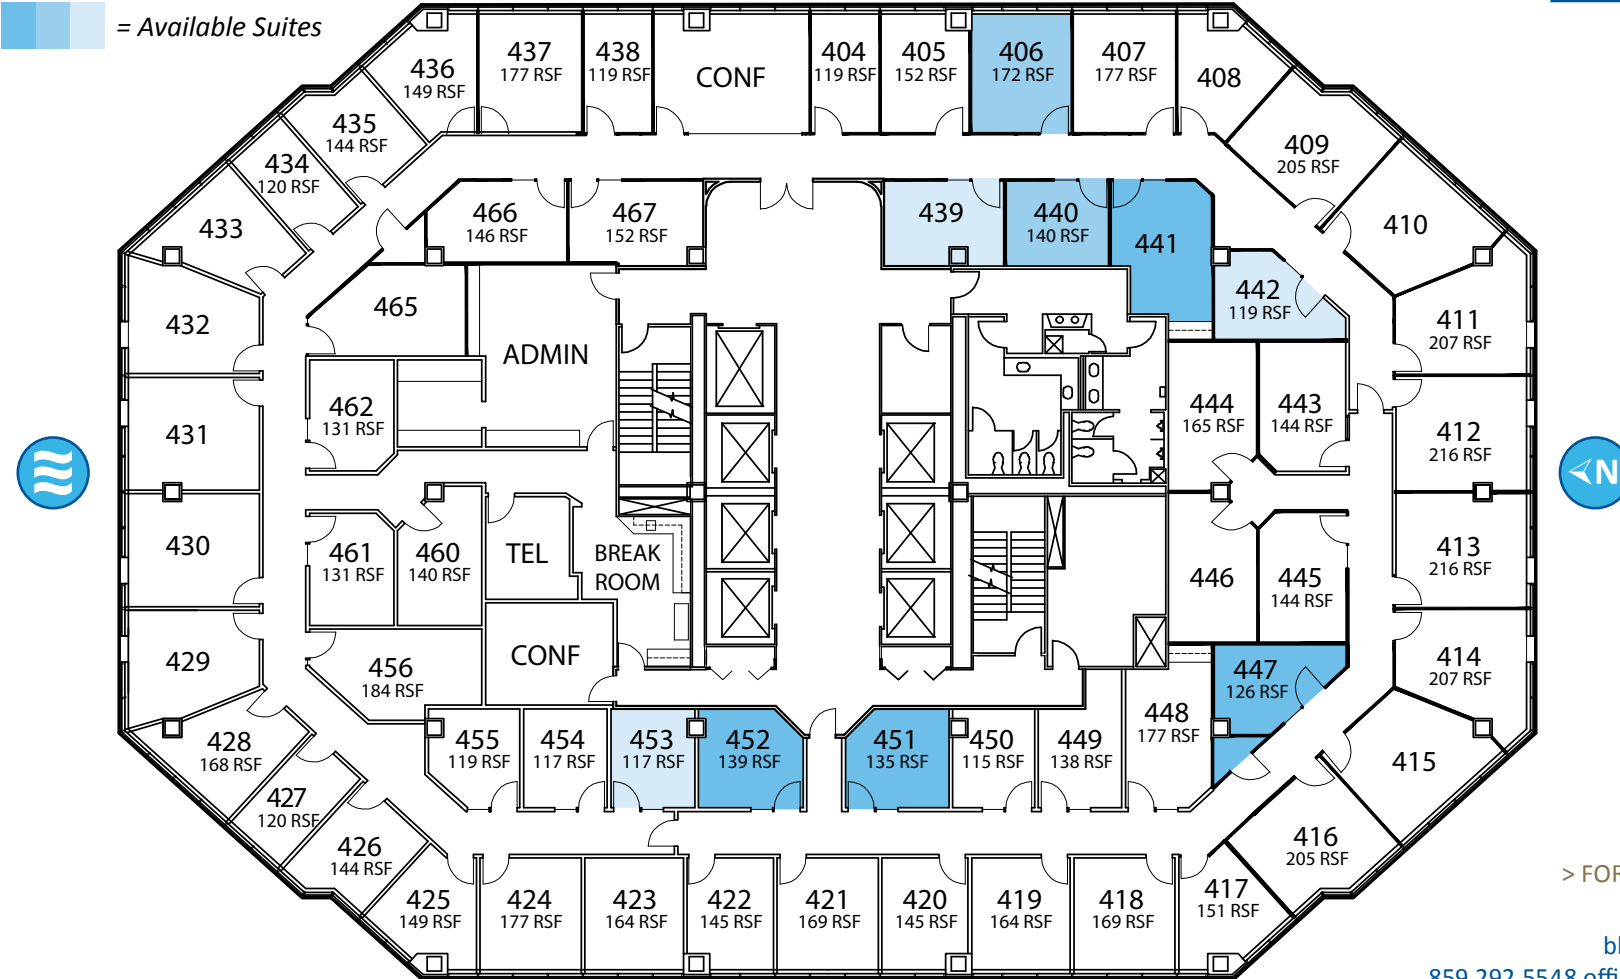 = Available Suites
436
149 RSF
437
177 RSF
438
119 RSF
CONF
404
119 RSF
405
152 RSF
406
172 RSF
407
177 RSF
408
435
144 RSF
409
205 RSF
434
120 RSF
433
466
146 RSF
467
152 RSF
439
440
140 RSF
441
410
432
465
ADMIN
442
119 RSF
411
207 RSF
431
462
131 RSF
444
165 RSF
443
144 RSF
412
216 RSF
N
430
461
131 RSF
460
140 RSF
TEL
BREAK
ROOM
446
445
144 RSF
413
216 RSF
429
456
184 RSF
CONF
447
126 RSF
414
207 RSF
428
168 RSF
455
119 RSF
454
117 RSF
453
117 RSF
452
139 RSF
451
135 RSF
450
115 RSF
449
138 RSF
448
177 RSF
415
427
120 RSF
426
144 RSF
416
205 RSF
425
149 RSF
424
177 RSF
423
164 RSF
422
145 RSF
421
169 RSF
420
145 RSF
419
164 RSF
418
169 RSF
417
151 RSF
> FOR
859.292.5548